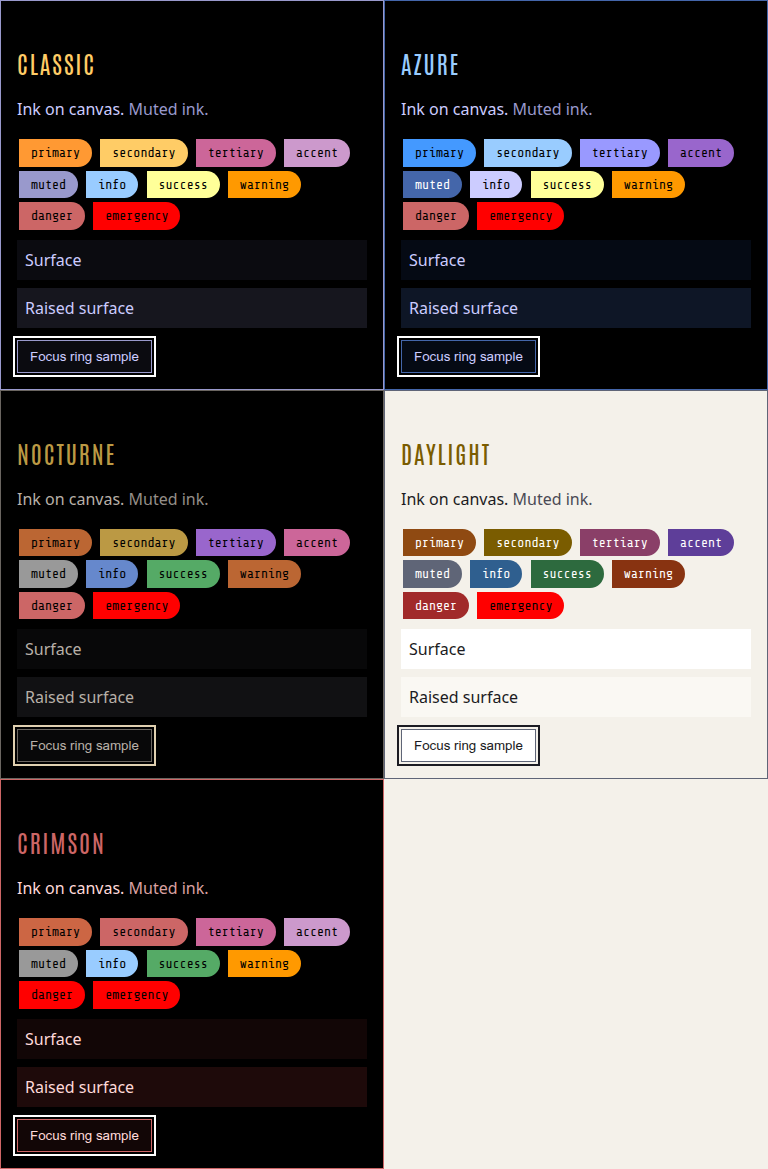 CLASSIC
Ink on canvas. Muted ink.
primary secondary tertiary accent
muted info success warning
danger emergency
Surface
Raised surface
Focus ring sample
AZURE
Ink on canvas. Muted ink.
primary secondary tertiary accent
muted info success warning
danger emergency
Surface
Raised surface
Focus ring sample
NOCTURNE
Ink on canvas. Muted ink.
primary secondary tertiary accent
muted info success warning
danger emergency
Surface
Raised surface
Focus ring sample
DAYLIGHT
Ink on canvas. Muted ink.
primary secondary tertiary accent
muted info success warning
danger emergency
Surface
Raised surface
Focus ring sample
CRIMSON
Ink on canvas. Muted ink.
primary secondary tertiary accent
muted info success warning
danger emergency
Surface
Raised surface
Focus ring sample